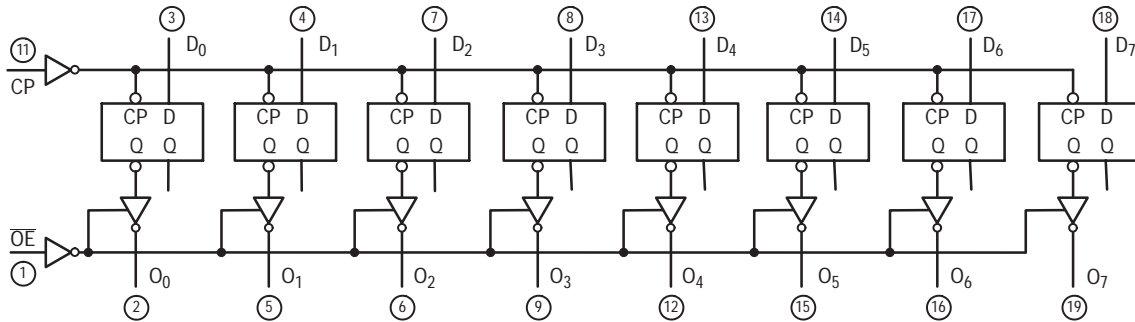 3 4 7 8 13 14 17 18
D0 D1 D2 D3 D4 D5 D6 D7
11
CP
CP D CP D CP D CP D CP D CP D CP D CP D
Q Q Q Q Q Q Q Q Q Q Q Q Q Q Q Q
OE
1
O0 O1 O2 O3 O4 O5 O6 O7
2 5 6 9 12 15 16 19